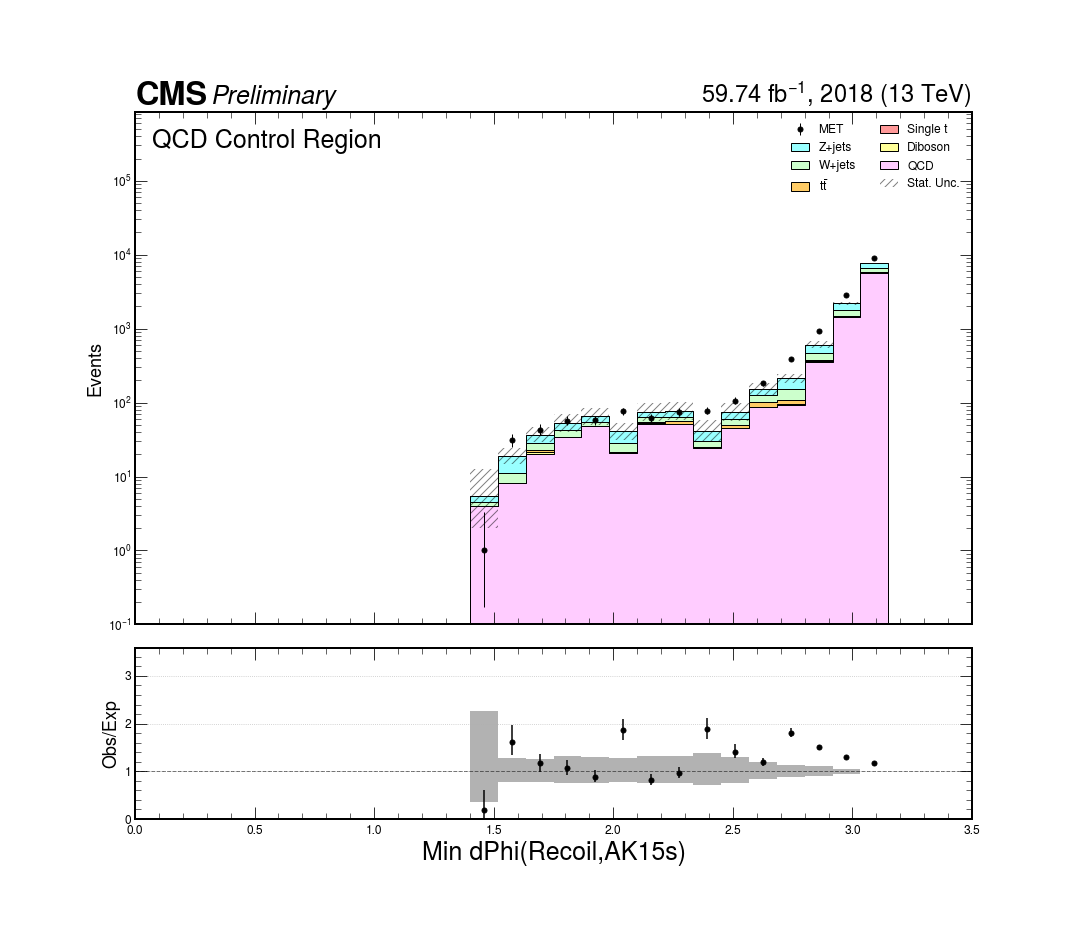 CMS Preliminary
59.74 fb⁻¹, 2018 (13 TeV)
QCD Control Region
MET
Z+jets
W+jets
tt̄
Single t
Diboson
QCD
Stat. Unc.
Events
10⁵
10⁴
10³
10²
10¹
10⁰
10⁻¹
Obs/Exp
3
2
1
0
0.0 0.5 1.0 1.5 2.0 2.5 3.0 3.5
Min dPhi(Recoil,AK15s)